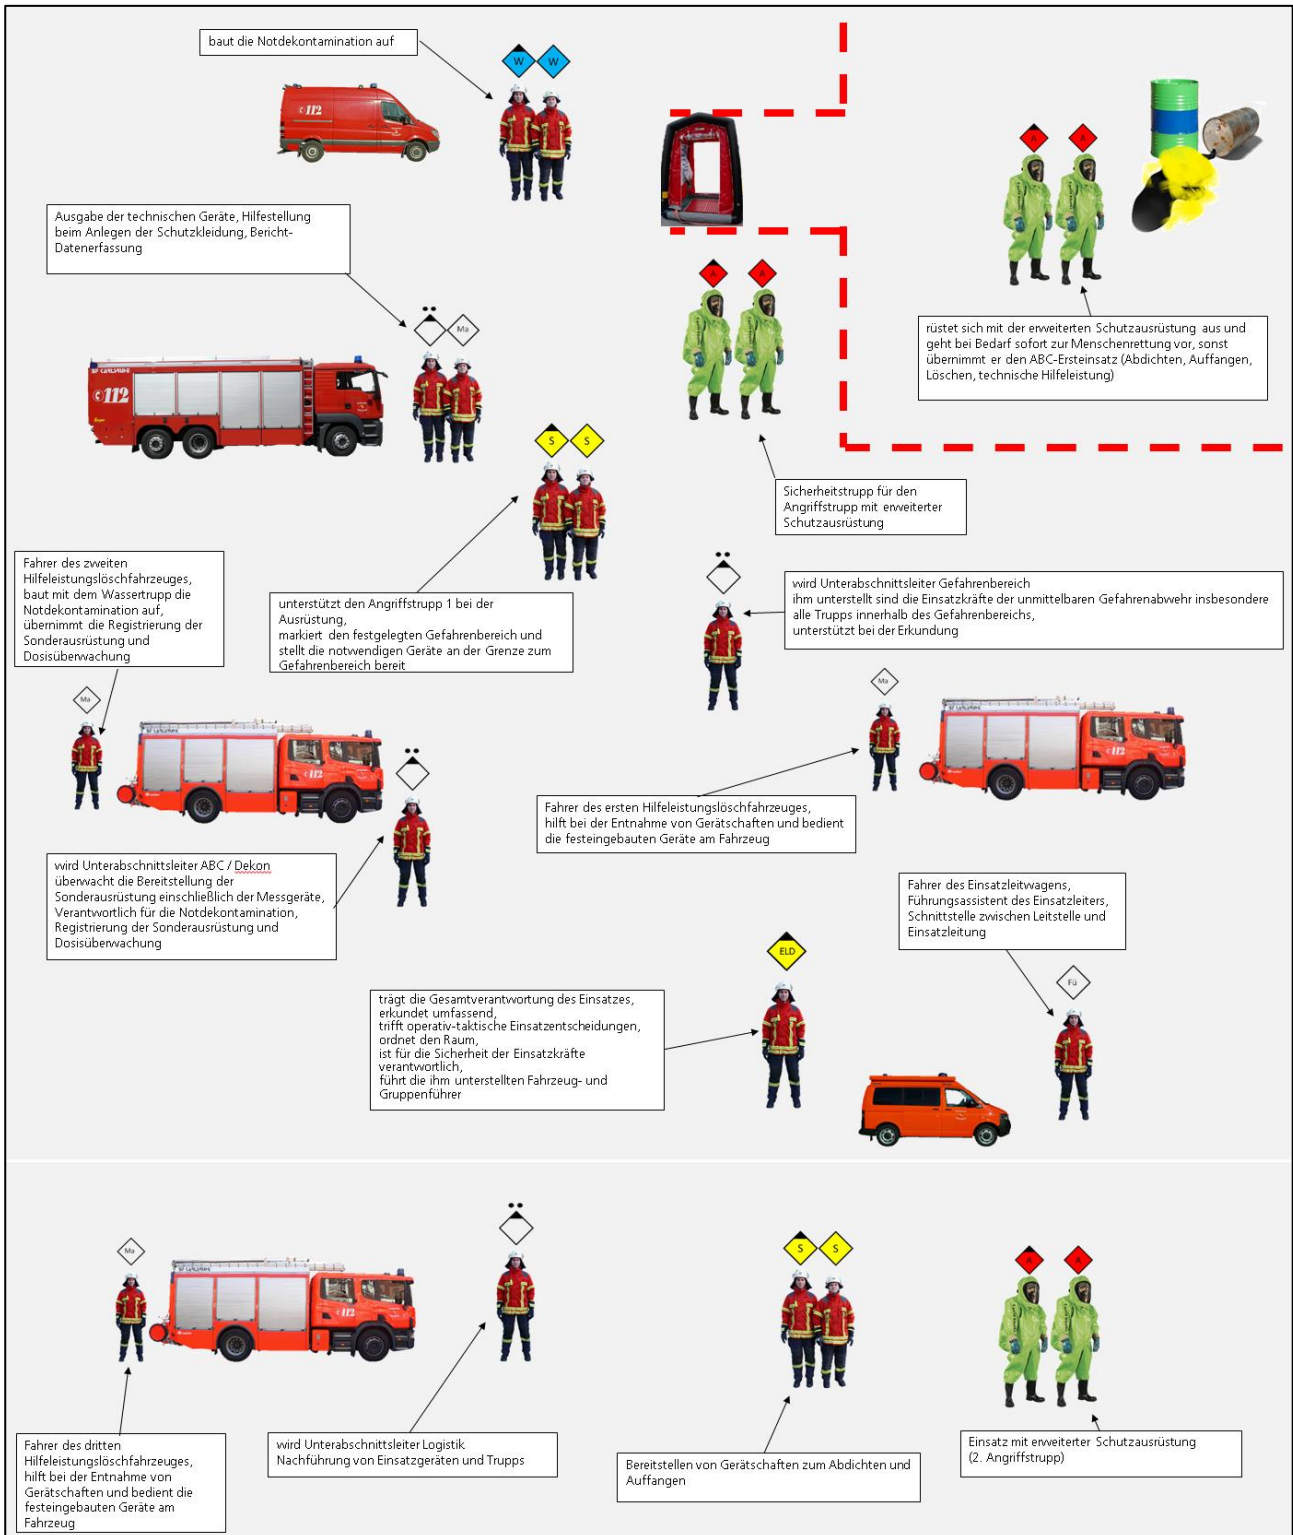 baut die Notdekontamination auf
W W
112
A A
Ausgabe der technischen Geräte, Hilfestellung
beim Anlegen der Schutzkleidung, Bericht-
Datenerfassung
Ma
A A
rüstet sich mit der erweiterten Schutzausrüstung aus und
geht bei Bedarf sofort zur Menschenrettung vor, sonst
übernimmt er den ABC-Ersteinsatz (Abdichten, Auffangen,
Löschen, technische Hilfeleistung)
112
S S
Sicherheitstrupp für den
Angriffstrupp mit erweiterter
Schutzausrüstung
Fahrer des zweiten
Hilfeleistungslöschfahrzeuges,
baut mit dem Wassertrupp die
Notdekontamination auf,
übernimmt die Registrierung der
Sonderausrüstung und
Dosisüberwachung
unterstützt den Angriffstrupp 1 bei der
Ausrüstung,
markiert den festgelegten Gefahrenbereich und
stellt die notwendigen Geräte an der Grenze zum
Gefahrenbereich bereit
wird Unterabschnittsleiter Gefahrenbereich
ihm unterstellt sind die Einsatzkräfte der unmittelbaren Gefahrenabwehr insbesondere
alle Trupps innerhalb des Gefahrenbereichs,
unterstützt bei der Erkundung
Ma
Ma
112
112
Fahrer des ersten Hilfeleistungslöschfahrzeuges,
hilft bei der Entnahme von Gerätschaften und bedient
die festeingebauten Geräte am Fahrzeug
wird Unterabschnittsleiter ABC / Dekon
überwacht die Bereitstellung der
Sonderausrüstung einschließlich der Messgeräte,
Verantwortlich für die Notdekontamination,
Registrierung der Sonderausrüstung und
Dosisüberwachung
Fahrer des Einsatzleitwagens,
Führungsassistent des Einsatzleiters,
Schnittstelle zwischen Leitstelle und
Einsatzleitung
ELD
Fü
trägt die Gesamtverantwortung des Einsatzes,
erkundet umfassend,
trifft operativ-taktische Einsatzentscheidungen,
ordnet den Raum,
ist für die Sicherheit der Einsatzkräfte
verantwortlich,
führt die ihm unterstellten Fahrzeug- und
Gruppenführer
Ma
S S
A A
112
Fahrer des dritten
Hilfeleistungslöschfahrzeuges,
hilft bei der Entnahme von
Gerätschaften und bedient die
festeingebauten Geräte am
Fahrzeug
wird Unterabschnittsleiter Logistik
Nachführung von Einsatzgeräten und Trupps
Bereitstellen von Gerätschaften zum Abdichten und
Auffangen
Einsatz mit erweiterter Schutzausrüstung
(2. Angriffstrupp)